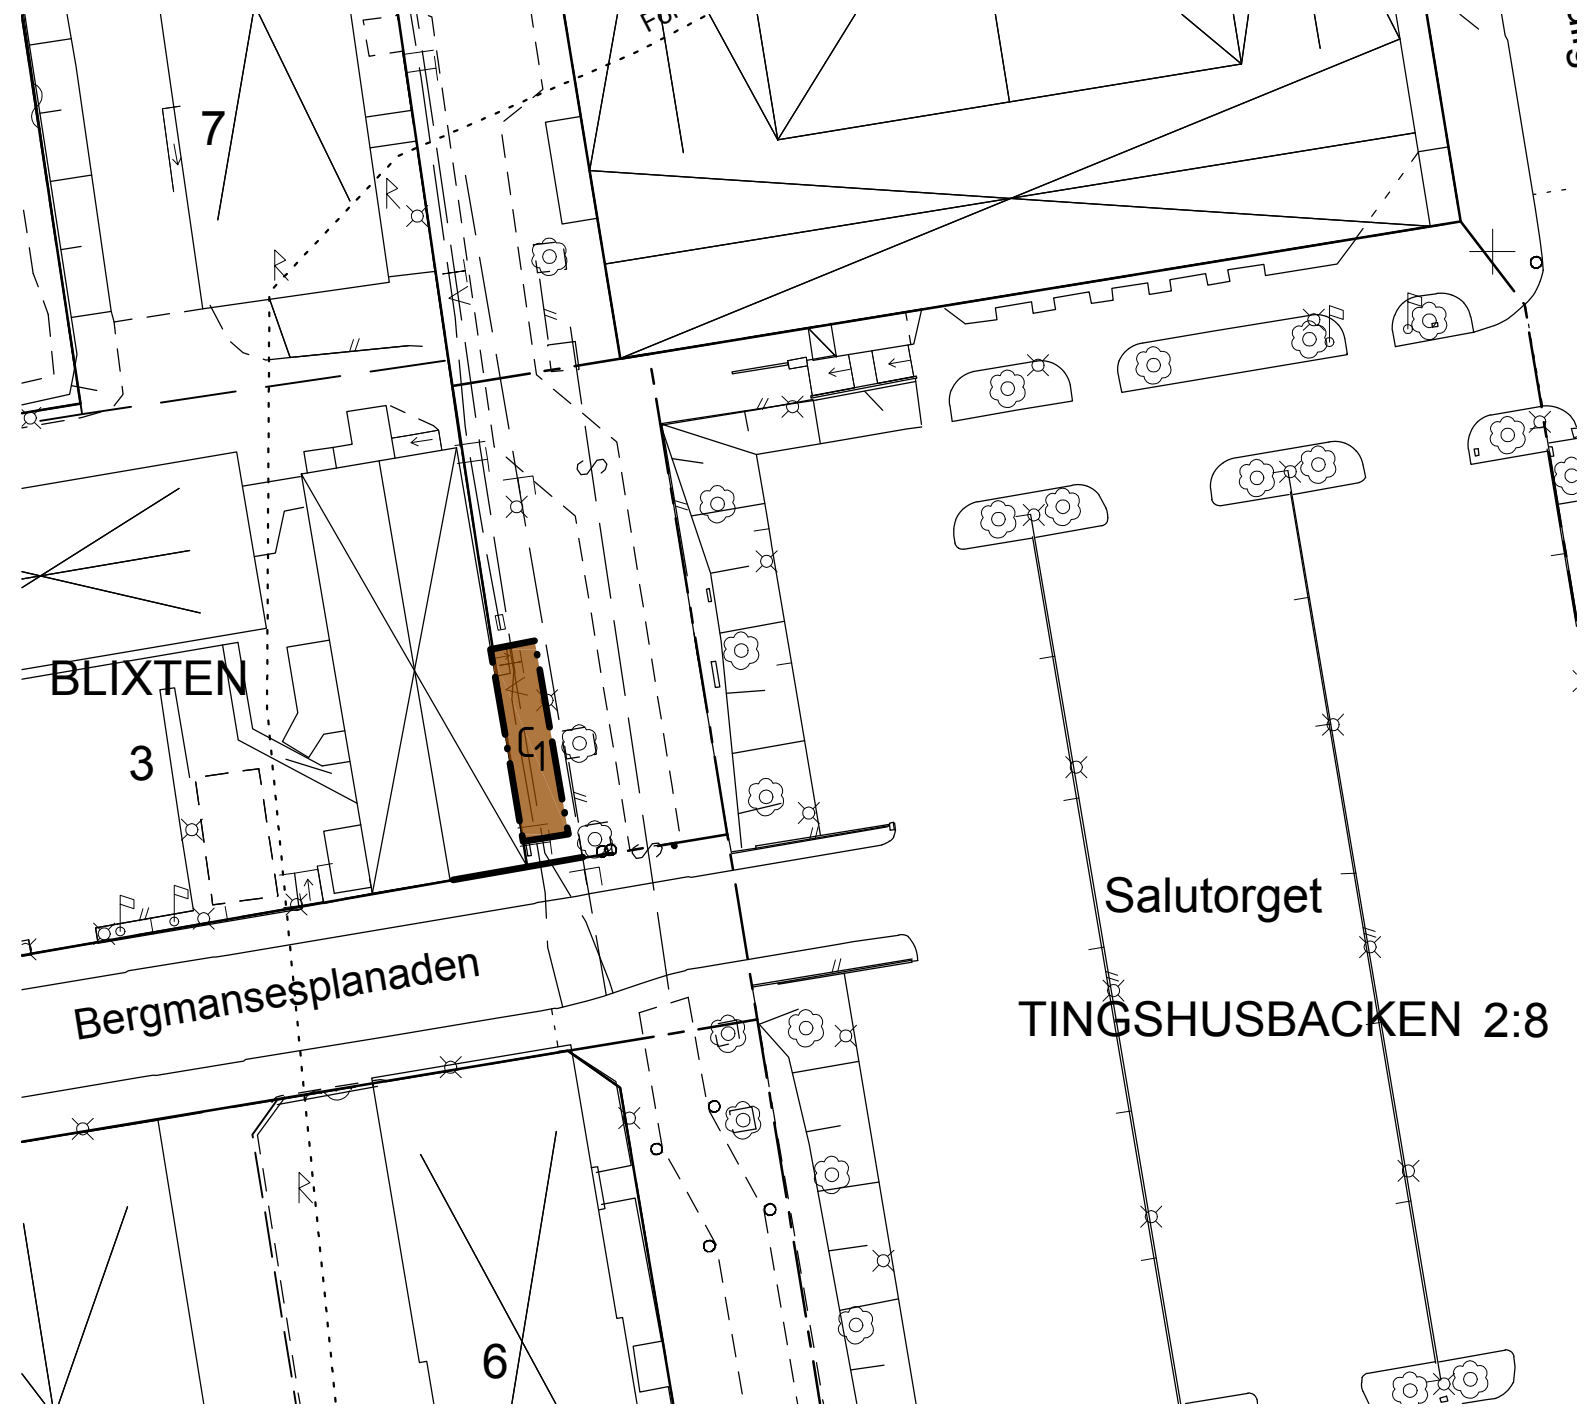 7
BLIXTEN
3
C1
Salutorget
Bergmansesplanaden
TINGSHUSBACKEN 2:8
6